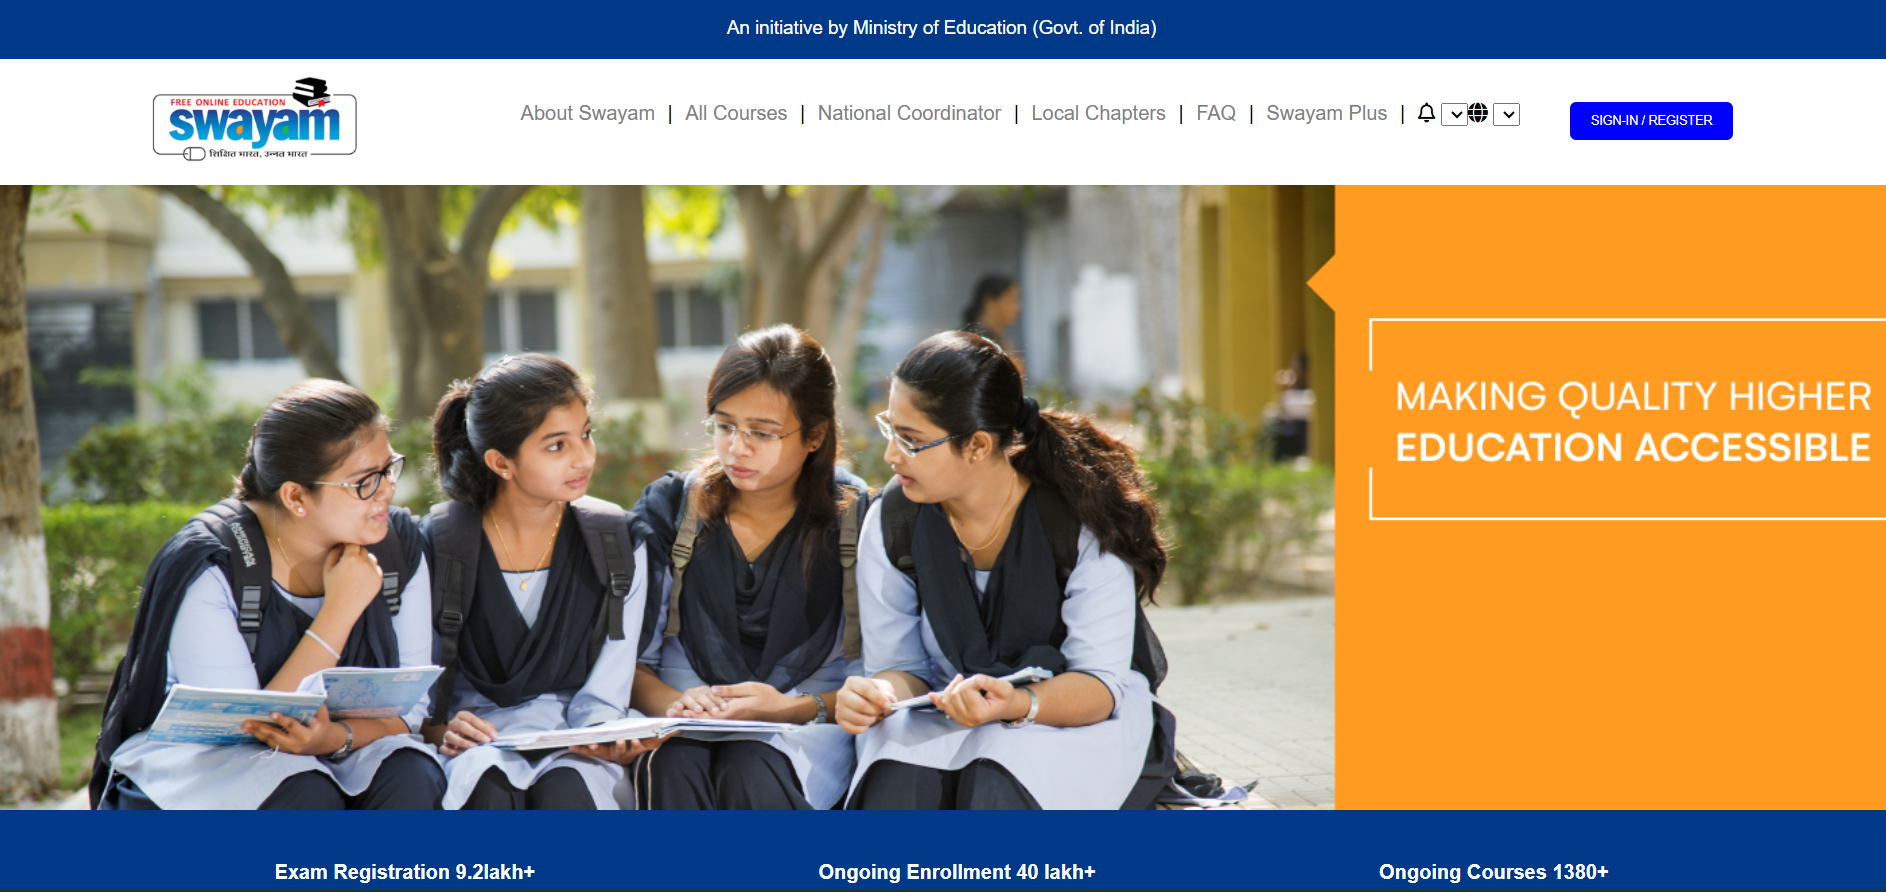 An initiative by Ministry of Education (Govt. of India)
FREE ONLINE EDUCATION
swayam
शिक्षित भारत, उन्नत भारत
About Swayam | All Courses | National Coordinator | Local Chapters | FAQ | Swayam Plus |
SIGN-IN / REGISTER
MAKING QUALITY HIGHER
EDUCATION ACCESSIBLE
AMERICAN
TOURISTER
Exam Registration 9.2lakh+
Ongoing Enrollment 40 lakh+
Ongoing Courses 1380+